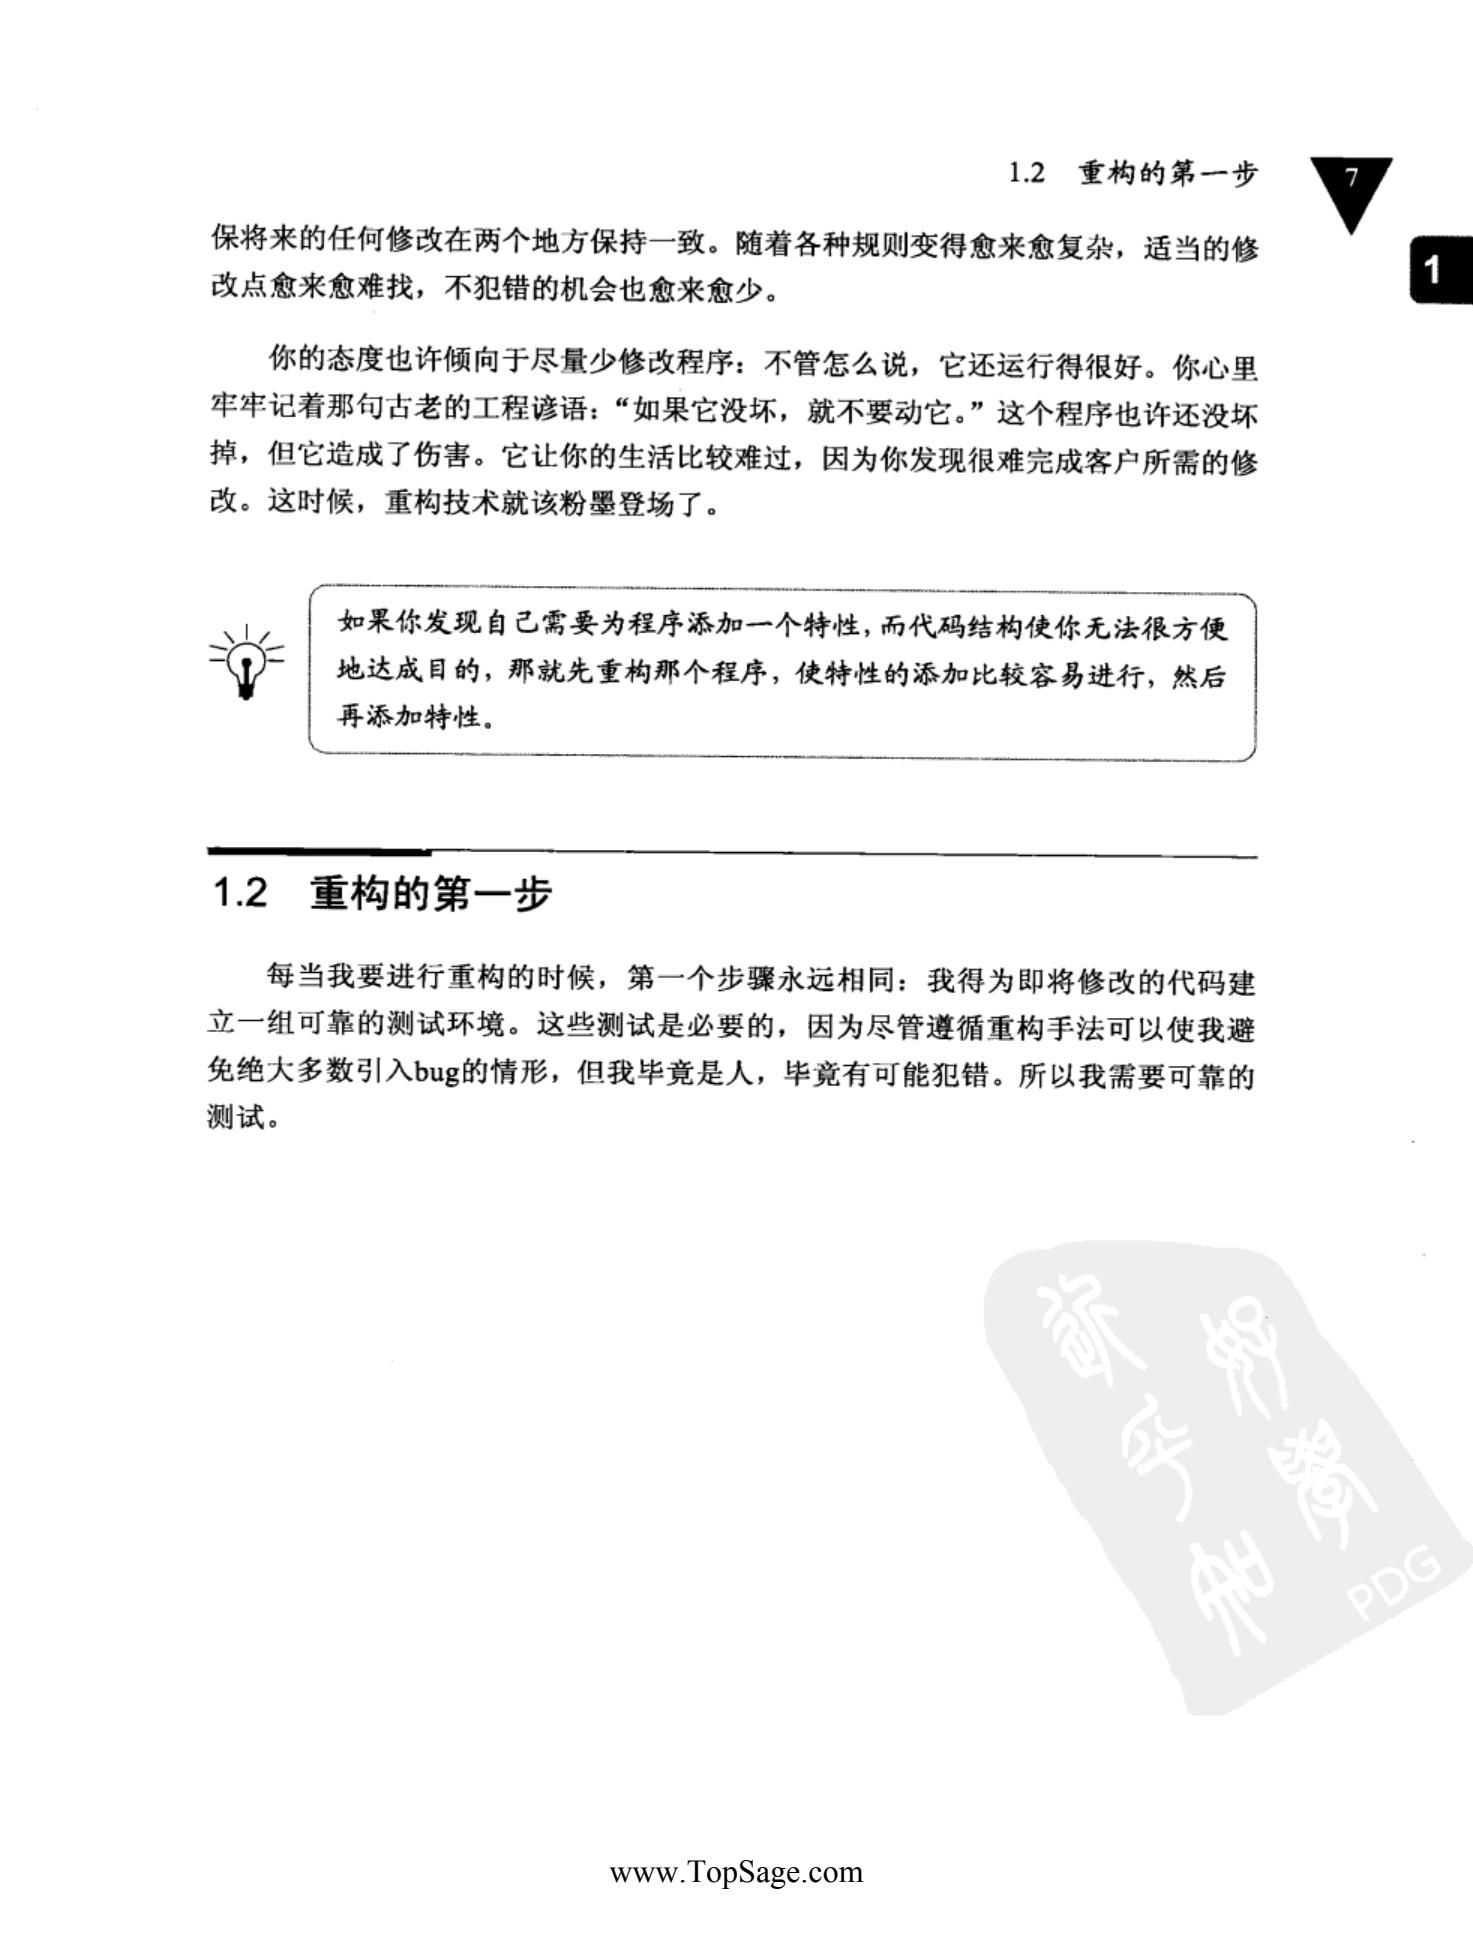 1.2 重构的第一步
7
1
保将来的任何修改在两个地方保持一致。随着各种规则变得愈来愈复杂，适当的修
改点愈来愈难找，不犯错的机会也愈来愈少。
你的态度也许倾向于尽量少修改程序：不管怎么说，它还运行得很好。你心里
牢牢记着那句古老的工程谚语：“如果它没坏，就不要动它。”这个程序也许还没坏
掉，但它造成了伤害。它让你的生活比较难过，因为你发现很难完成客户所需的修
改。这时候，重构技术就该粉墨登场了。
如果你发现自己需要为程序添加一个特性，而代码结构使你无法很方便
地达成目的，那就先重构那个程序，使特性的添加比较容易进行，然后
再添加特性。
1.2 重构的第一步
每当我要进行重构的时候，第一个步骤永远相同：我得为即将修改的代码建
立一组可靠的测试环境。这些测试是必要的，因为尽管遵循重构手法可以使我避
免绝大多数引入bug的情形，但我毕竟是人，毕竟有可能犯错。所以我需要可靠的
测试。
PDG
www.TopSage.com